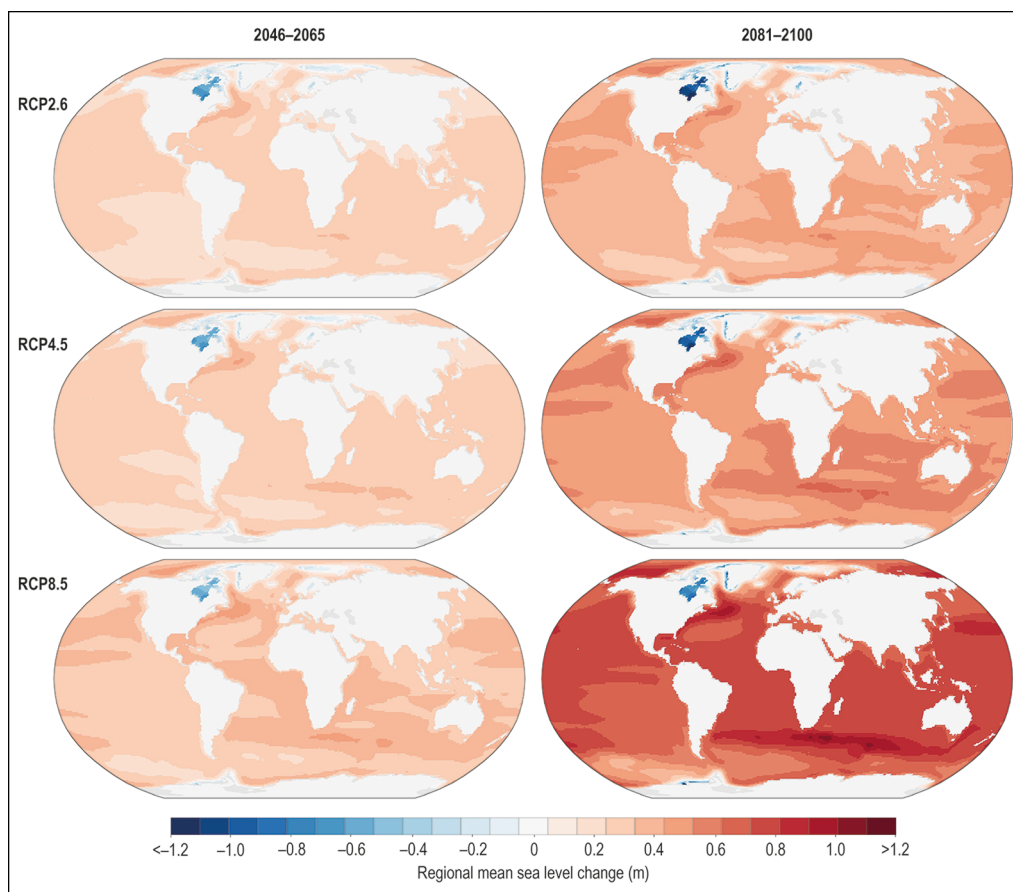 2046–2065 2081–2100
RCP2.6
RCP4.5
RCP8.5
<–1.2 –1.0 –0.8 –0.6 –0.4 –0.2 0 0.2 0.4 0.6 0.8 1.0 >1.2
Regional mean sea level change (m)